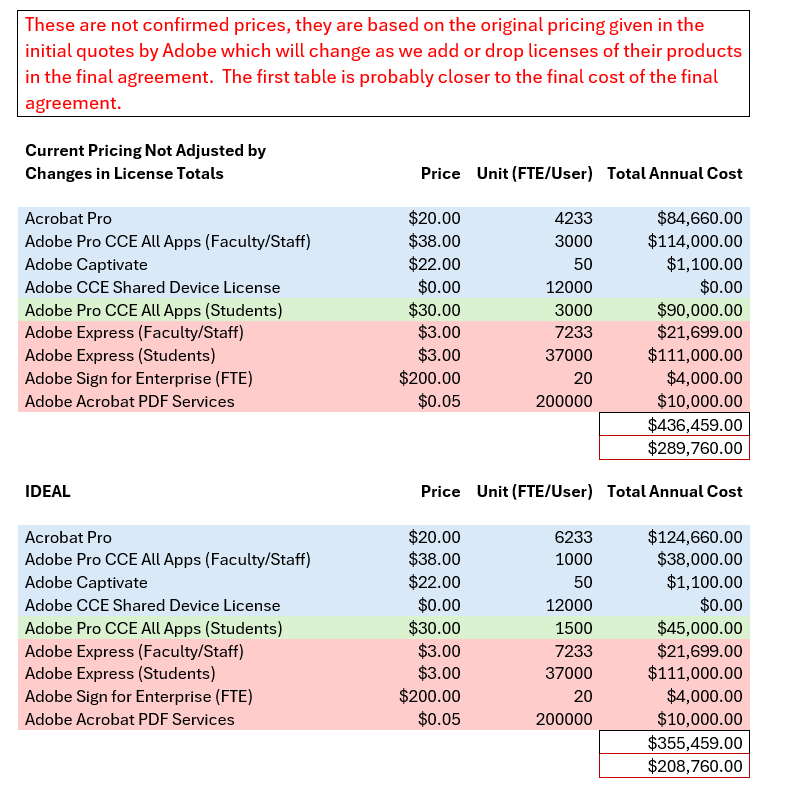 These are not confirmed prices, they are based on the original pricing given in the
initial quotes by Adobe which will change as we add or drop licenses of their products
in the final agreement.  The first table is probably closer to the final cost of the final
agreement.
Current Pricing Not Adjusted by
Changes in License Totals Price Unit (FTE/User) Total Annual Cost
Acrobat Pro $20.00 4233 $84,660.00
Adobe Pro CCE All Apps (Faculty/Staff) $38.00 3000 $114,000.00
Adobe Captivate $22.00 50 $1,100.00
Adobe CCE Shared Device License $0.00 12000 $0.00
Adobe Pro CCE All Apps (Students) $30.00 3000 $90,000.00
Adobe Express (Faculty/Staff) $3.00 7233 $21,699.00
Adobe Express (Students) $3.00 37000 $111,000.00
Adobe Sign for Enterprise (FTE) $200.00 20 $4,000.00
Adobe Acrobat PDF Services $0.05 200000 $10,000.00
$436,459.00
$289,760.00
IDEAL Price Unit (FTE/User) Total Annual Cost
Acrobat Pro $20.00 6233 $124,660.00
Adobe Pro CCE All Apps (Faculty/Staff) $38.00 1000 $38,000.00
Adobe Captivate $22.00 50 $1,100.00
Adobe CCE Shared Device License $0.00 12000 $0.00
Adobe Pro CCE All Apps (Students) $30.00 1500 $45,000.00
Adobe Express (Faculty/Staff) $3.00 7233 $21,699.00
Adobe Express (Students) $3.00 37000 $111,000.00
Adobe Sign for Enterprise (FTE) $200.00 20 $4,000.00
Adobe Acrobat PDF Services $0.05 200000 $10,000.00
$355,459.00
$208,760.00